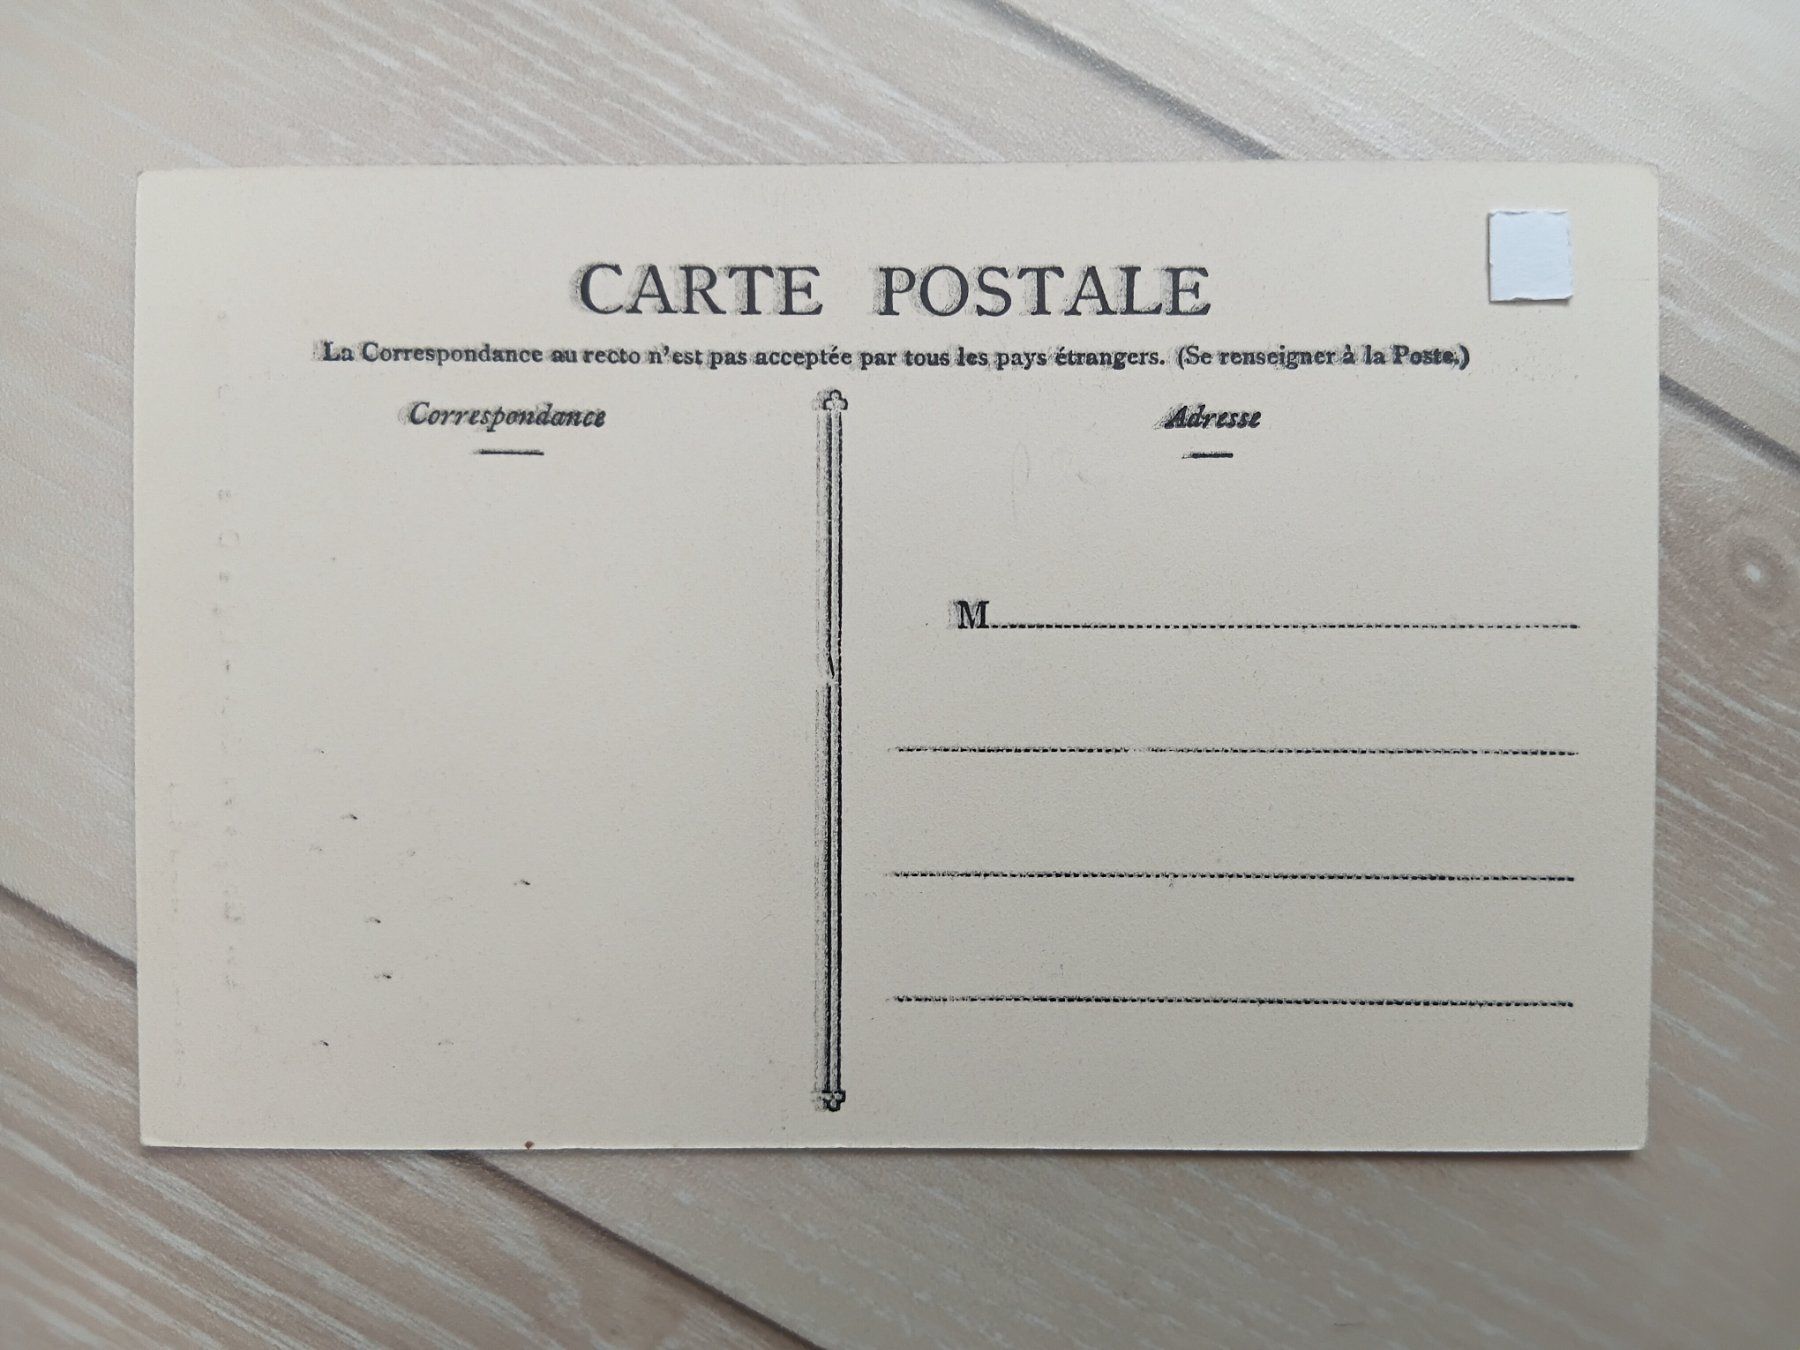 CARTE POSTALE
La Correspondance au recto n'est pas acceptée par tous les pays étrangers. (Se renseigner à la Poste.)
Correspondance
Adresse
M